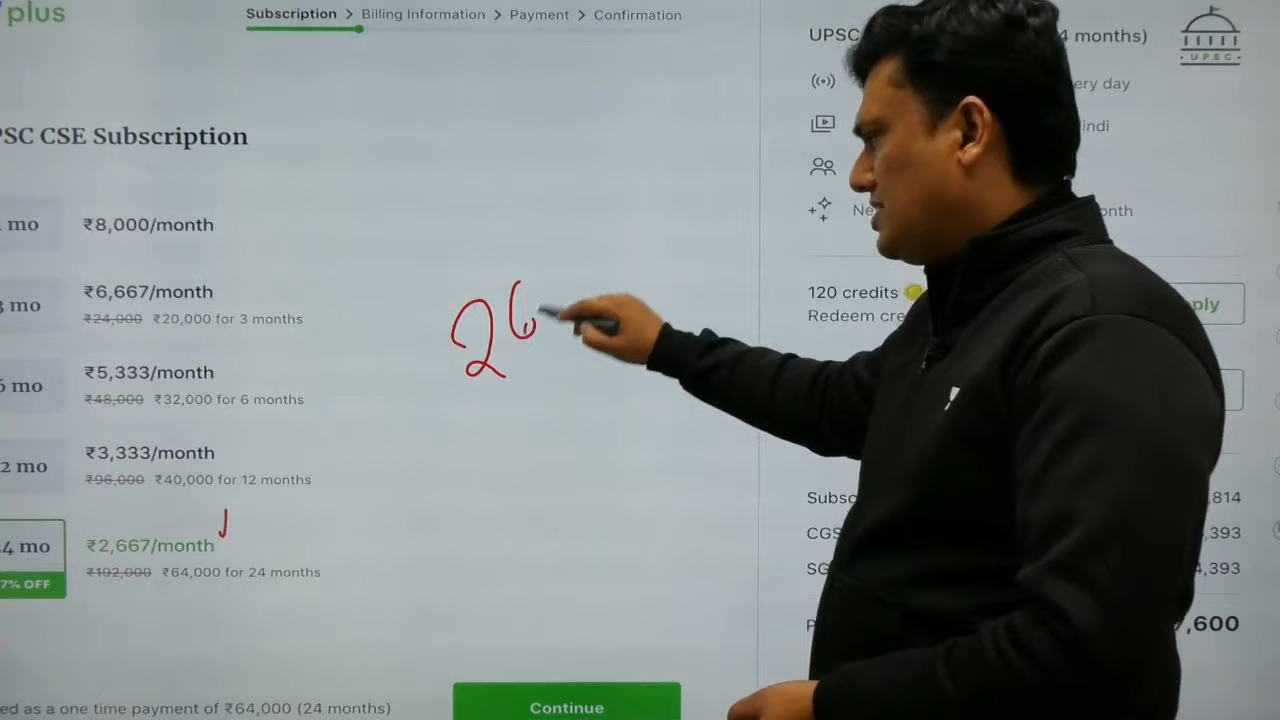 plus
Subscription > Billing Information > Payment > Confirmation
UPSC 4 months)
UPSC
ery day
PSC CSE Subscription
indi
mo ₹8,000/month
Ne onth
3 mo ₹6,667/month
₹24,000 ₹20,000 for 3 months
120 credits
Redeem cre
ply
26
6 mo ₹5,333/month
₹48,000 ₹32,000 for 6 months
2 mo ₹3,333/month
₹96,000 ₹40,000 for 12 months
Subsc ,814
CGS ,393
4 mo ₹2,667/month
7% OFF ₹192,000 ₹64,000 for 24 months
SG 4,393
P ,600
ed as a one time payment of ₹64,000 (24 months)
Continue